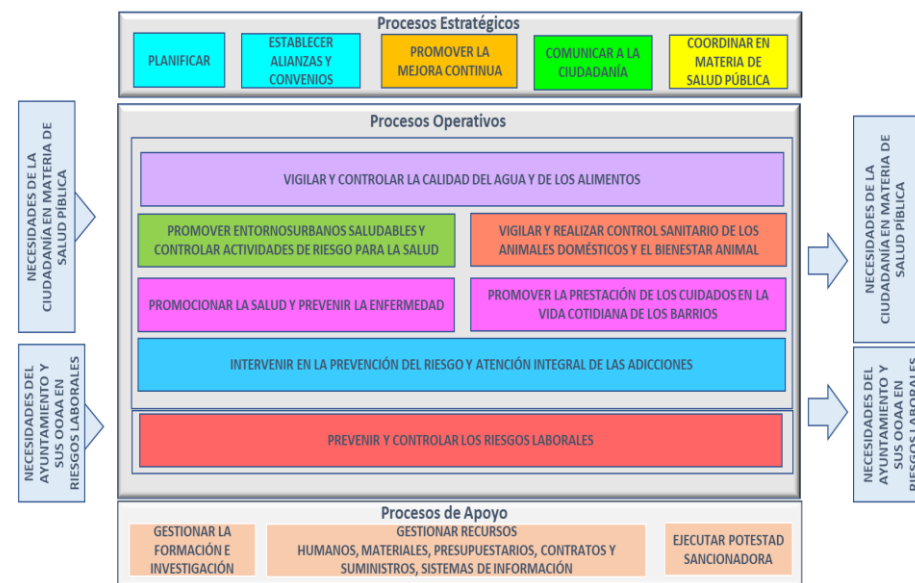 Procesos Estratégicos
PLANIFICAR
ESTABLECER
ALIANZAS Y
CONVENIOS
PROMOVER LA
MEJORA CONTINUA
COMUNICAR A LA
CIUDADANÍA
COORDINAR EN
MATERIA DE
SALUD PÚBLICA
NECESIDADES DE LA
CIUDADANÍA EN MATERIA DE
SALUD PÍBLICA
NECESIDADES DEL
AYUNTAMIENTO Y
SUS OOAA EN
RIESGOS LABORALES
Procesos Operativos
VIGILAR Y CONTROLAR LA CALIDAD DEL AGUA Y DE LOS ALIMENTOS
PROMOVER ENTORNOSURBANOS SALUDABLES Y
CONTROLAR ACTIVIDADES DE RIESGO PARA LA SALUD
VIGILAR Y REALIZAR CONTROL SANITARIO DE LOS
ANIMALES DOMÉSTICOS Y EL BIENESTAR ANIMAL
PROMOCIONAR LA SALUD Y PREVENIR LA ENFERMEDAD
PROMOVER LA PRESTACIÓN DE LOS CUIDADOS EN LA
VIDA COTIDIANA DE LOS BARRIOS
INTERVENIR EN LA PREVENCIÓN DEL RIESGO Y ATENCIÓN INTEGRAL DE LAS ADICCIONES
PREVENIR Y CONTROLAR LOS RIESGOS LABORALES
NECESIDADES DE LA
CIUDADANÍA EN MATERIA DE
SALUD PÚBLICA
NECESIDADES DEL
AYUNTAMIENTO Y
SUS OOAA EN
RIESGOS LABORALES
Procesos de Apoyo
GESTIONAR LA
FORMACIÓN E
INVESTIGACIÓN
GESTIONAR RECURSOS
HUMANOS, MATERIALES, PRESUPUESTARIOS, CONTRATOS Y
SUMINISTROS, SISTEMAS DE INFORMACIÓN
EJECUTAR POTESTAD
SANCIONADORA